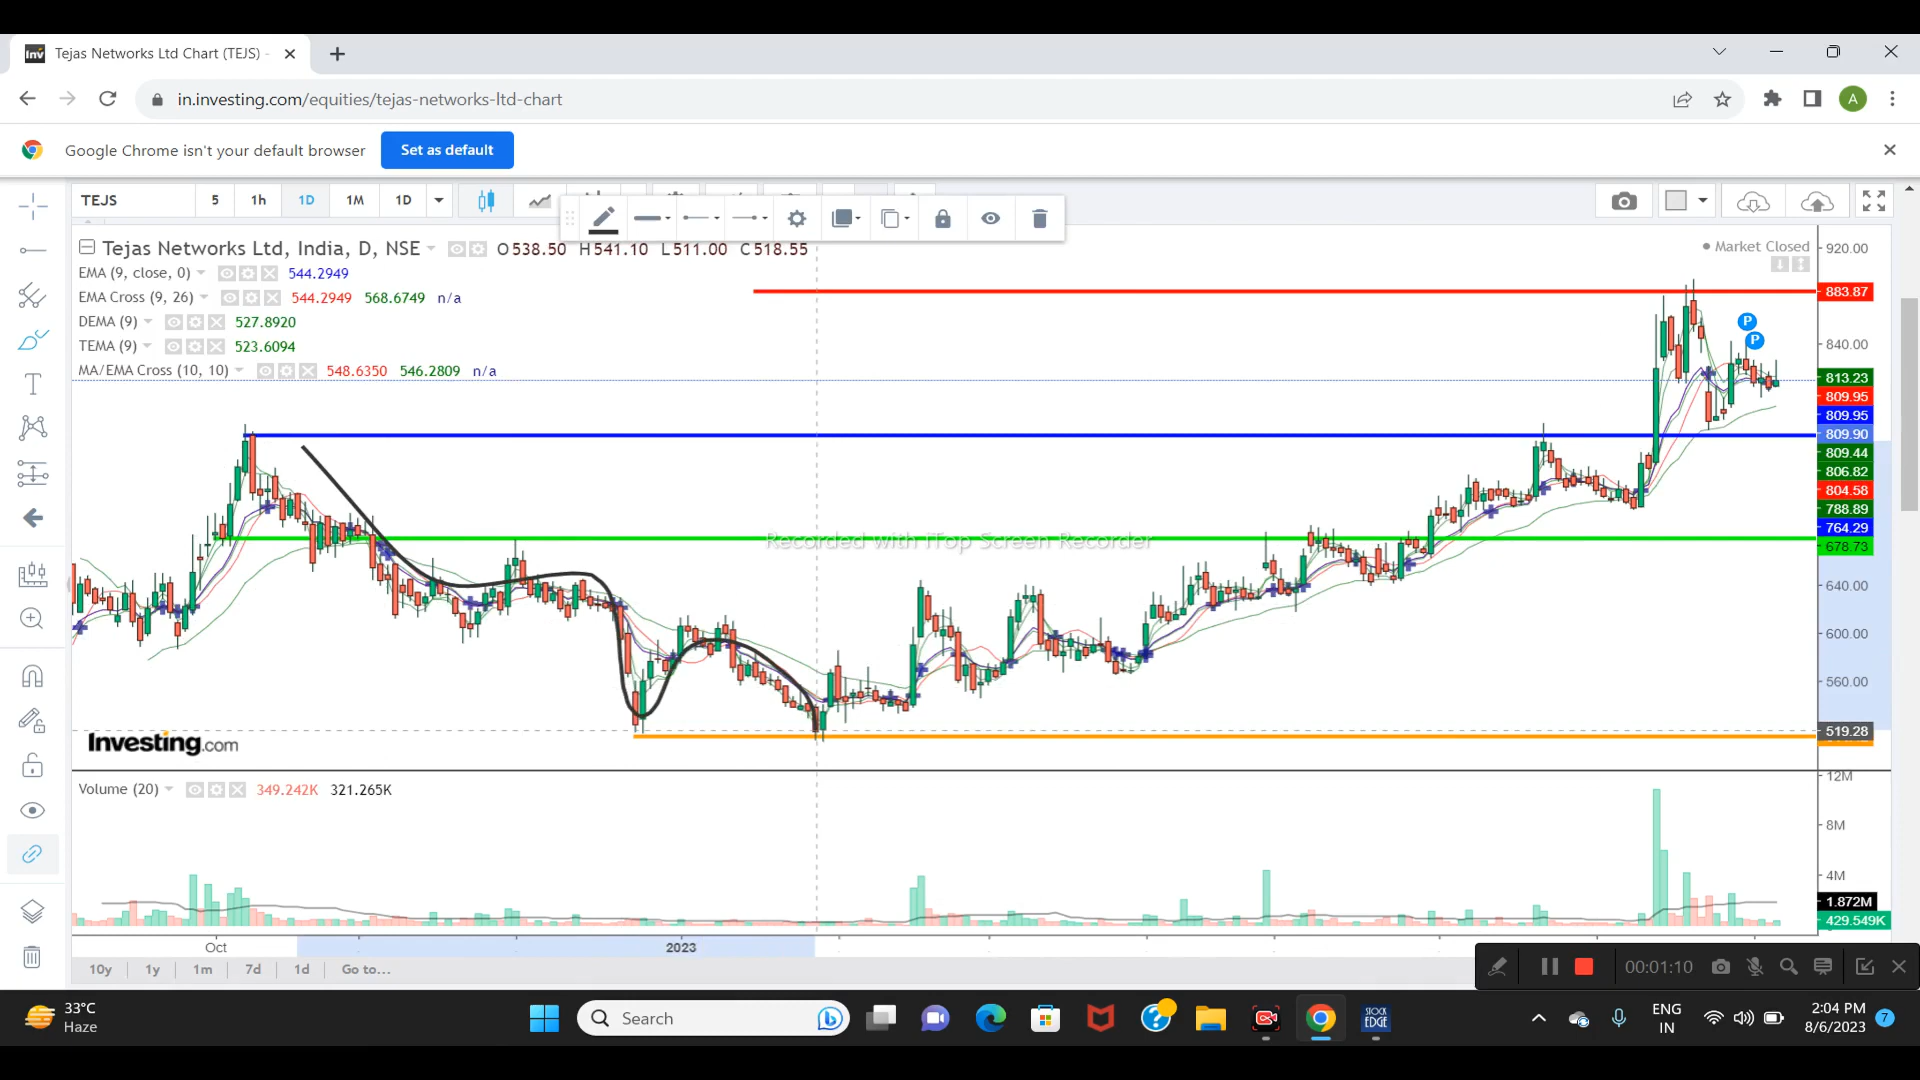 Tejas Networks Ltd Chart (TEJS) -
in.investing.com/equities/tejas-networks-ltd-chart
A
Google Chrome isn't your default browser
Set as default
TEJS 5 1h 1D 1M 1D
Tejas Networks Ltd, India, D, NSE O538.50 H541.10 L511.00 C518.55
Market Closed
EMA (9, close, 0) 544.2949
EMA Cross (9, 26) 544.2949 568.6749 n/a
DEMA (9) 527.8920
TEMA (9) 523.6094
MA/EMA Cross (10, 10) 548.6350 546.2809 n/a
920.00
883.87
P
P
840.00
813.23
809.95
809.95
809.90
809.44
806.82
804.58
788.89
764.29
678.73
Recorded with iTop Screen Recorder
640.00
600.00
560.00
519.28
Investing.com
Volume (20) 349.242K 321.265K
12M
8M
4M
1.872M
429.549K
Oct 2023
10y 1y 1m 7d 1d Go to...
00:01:10
33°C
Haze
Search
STOCK
EDGE
ENG
IN
2:04 PM
8/6/2023
7